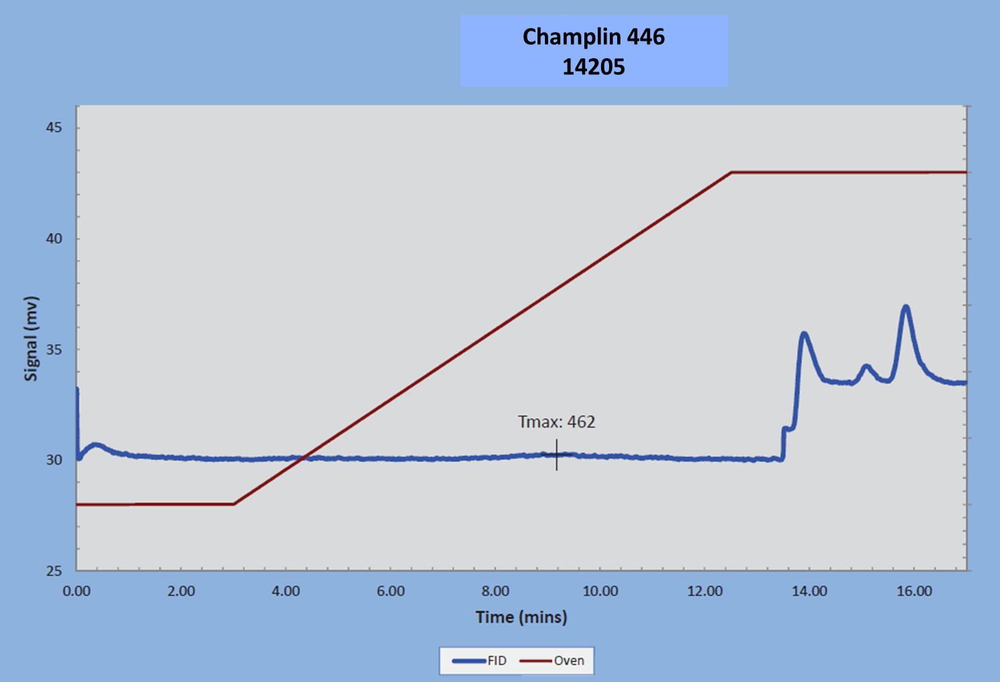 Champlin 446
14205
45
40
35
30
25
Signal (mv)
Tmax: 462
0.00 2.00 4.00 6.00 8.00 10.00 12.00 14.00 16.00
Time (mins)
FID Oven